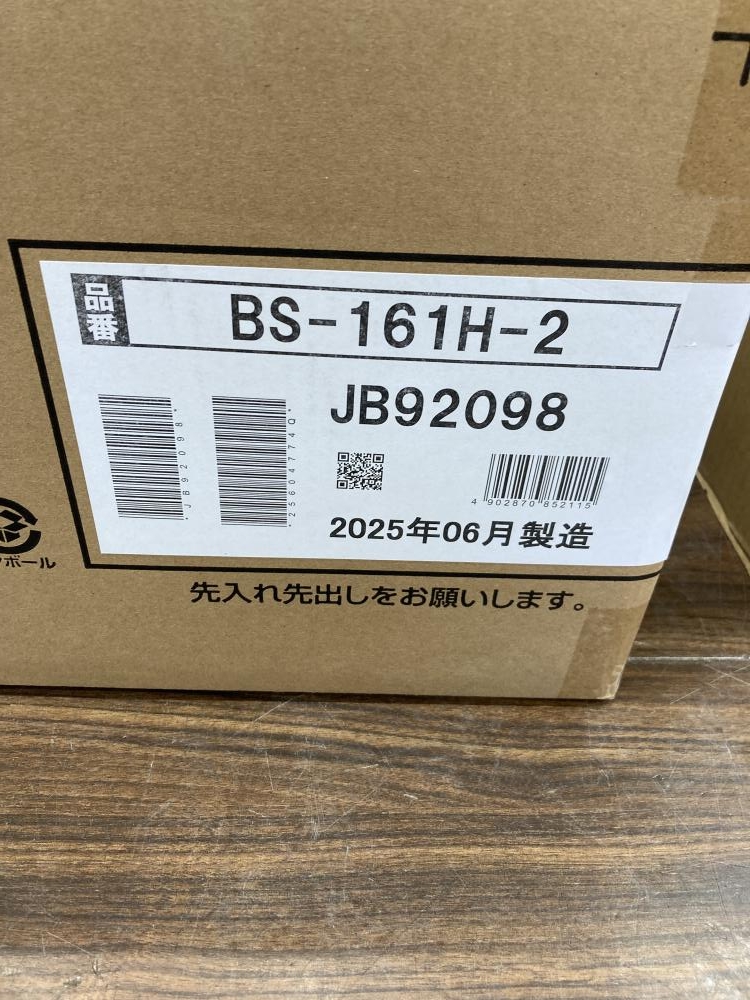 品番
BS-161H-2
JB92098
*JB92098*
*2560477740*
4 902870 852115
2025年06月製造
ボール
先入れ先出しをお願いします。